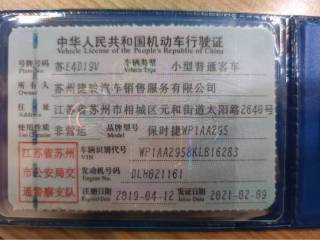 中华人民共和国机动车行驶证
Vehicle License of the People's Republic of China
号牌号码 苏E4D19V 车辆类型 小型普通客车
Plate No. Vehicle Type
所有人 苏州捷骏汽车销售服务有限公司
Owner
住址 江苏省苏州市相城区元和街道太阳路2648号
使用性质 非营运 品牌型号 保时捷WP1AA295
Use Character Model
江苏省苏州市公安局交通警察支队
车辆识别代号 WP1AA2958KLB16283
VIN
发动机号码 DLH021161
Engine No.
注册日期 2019-04-12 发证日期 2021-02-09
Register Date Issue Date